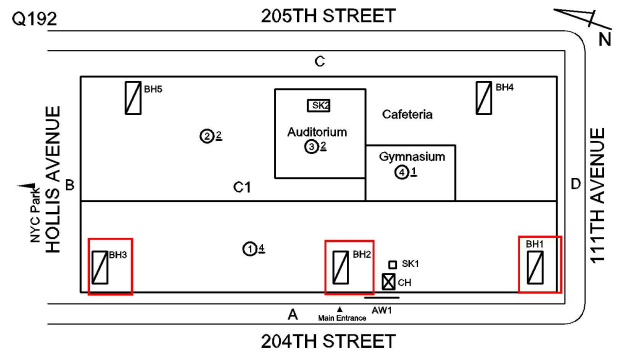 Q192
205TH STREET
N
C
BH5
BH4
SK2
Cafeteria
Auditorium
2 2
3 2
Gymnasium
4 1
HOLLIS AVENUE
NYC Park
B
C1
D
111TH AVENUE
BH3
1 4
BH2
SK1
CH
BH1
AW1
A
Main Entrance
204TH STREET